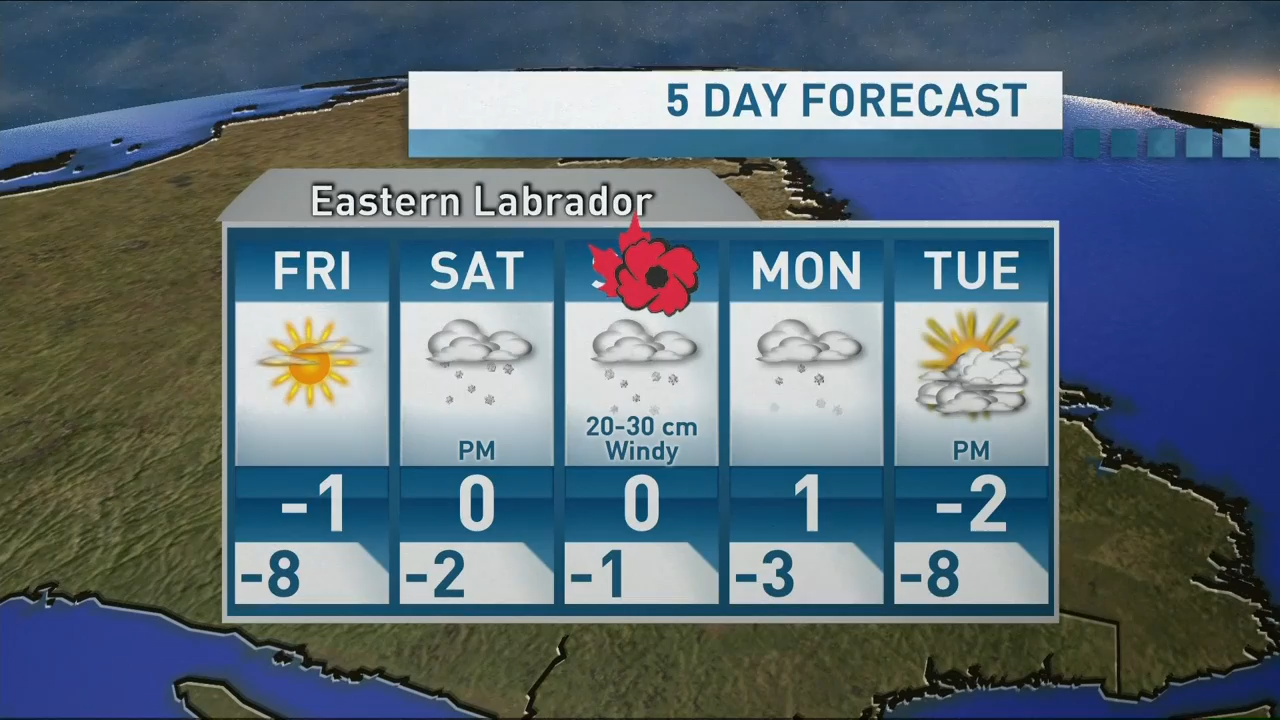 5 DAY FORECAST
Eastern Labrador
FRI SAT MON TUE
20-30 cm
PM Windy PM
-1 0 0 1 -2
-8 -2 -1 -3 -8